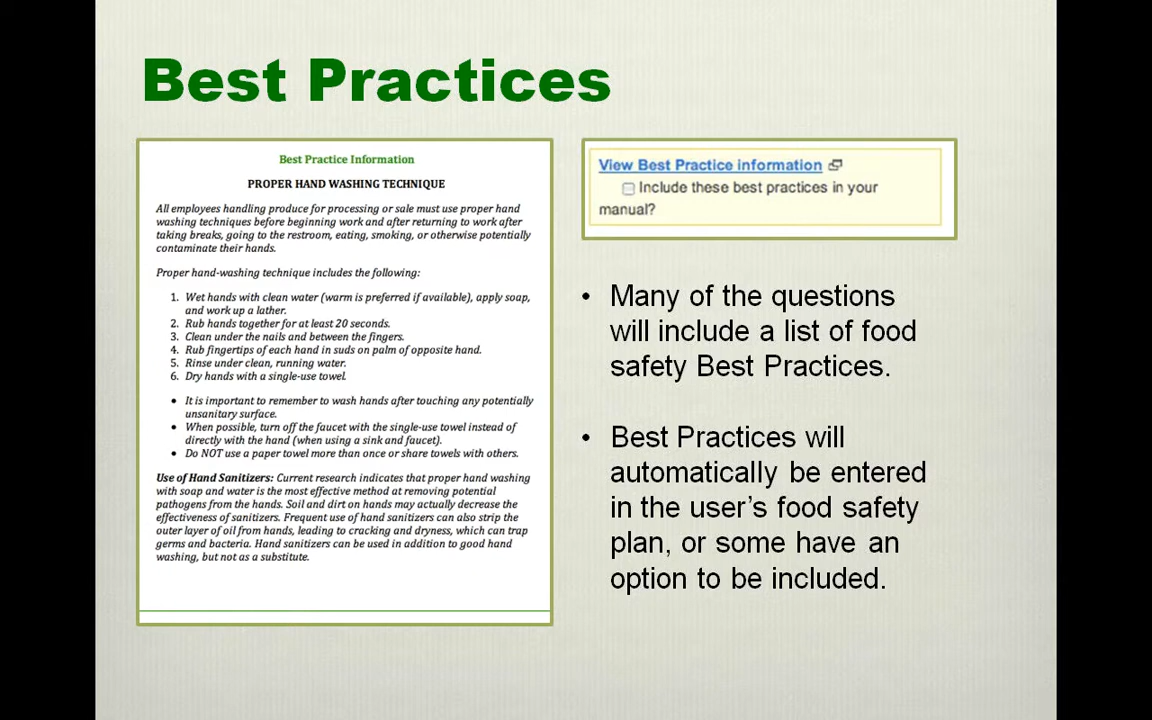 Best Practices
Best Practice Information
PROPER HAND WASHING TECHNIQUE
All employees handling produce for processing or sale must use proper hand
washing techniques before beginning work and after returning to work after
taking breaks, going to the restroom, eating, smoking, or otherwise potentially
contaminate their hands.
Proper hand-washing technique includes the following:
1. Wet hands with clean water (warm is preferred if available), apply soap,
and work up a lather.
2. Rub hands together for at least 20 seconds.
3. Clean under the nails and between the fingers.
4. Rub fingertips of each hand in suds on palm of opposite hand.
5. Rinse under clean, running water.
6. Dry hands with a single-use towel.
• It is important to remember to wash hands after touching any potentially
unsanitary surface.
• When possible, turn off the faucet with the single-use towel instead of
directly with the hand (when using a sink and faucet).
• Do NOT use a paper towel more than once or share towels with others.
Use of Hand Sanitizers: Current research indicates that proper hand washing
with soap and water is the most effective method at removing potential
pathogens from the hands. Soil and dirt on hands may actually decrease the
effectiveness of sanitizers. Frequent use of hand sanitizers can also strip the
outer layer of oil from hands, leading to cracking and dryness, which can trap
germs and bacteria. Hand sanitizers can be used in addition to good hand
washing, but not as a substitute.
View Best Practice information
Include these best practices in your
manual?
• Many of the questions
will include a list of food
safety Best Practices.
• Best Practices will
automatically be entered
in the user’s food safety
plan, or some have an
option to be included.